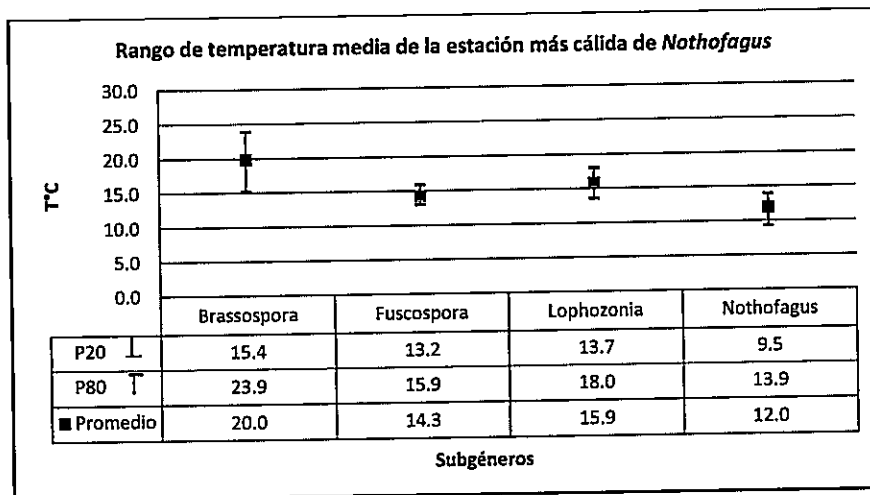 Rango de temperatura media de la estación más cálida de Nothofagus
T°C
30.0
25.0
20.0
15.0
10.0
5.0
0.0
Brassospora Fuscospora Lophozonia Nothofagus
P20 15.4 13.2 13.7 9.5
P80 23.9 15.9 18.0 13.9
Promedio 20.0 14.3 15.9 12.0
Subgéneros